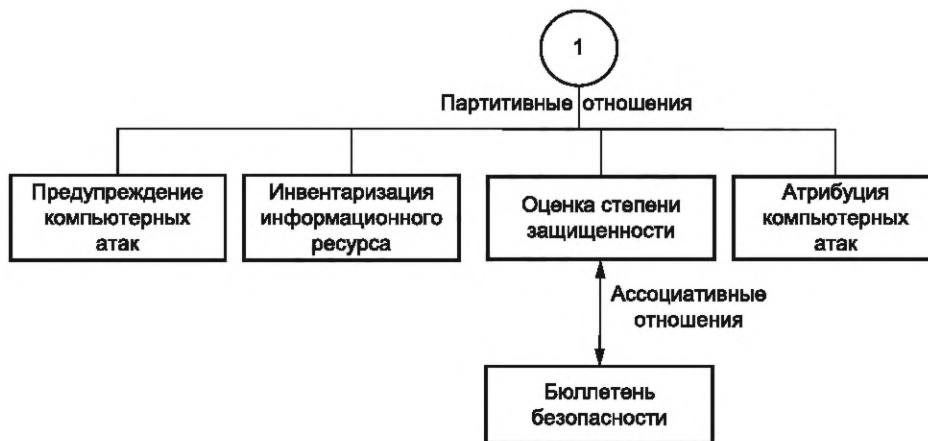 1
Партитивные отношения
Предупреждение
компьютерных
атак
Инвентаризация
информационного
ресурса
Оценка степени
защищенности
Атрибуция
компьютерных
атак
Ассоциативные
отношения
Бюллетень
безопасности